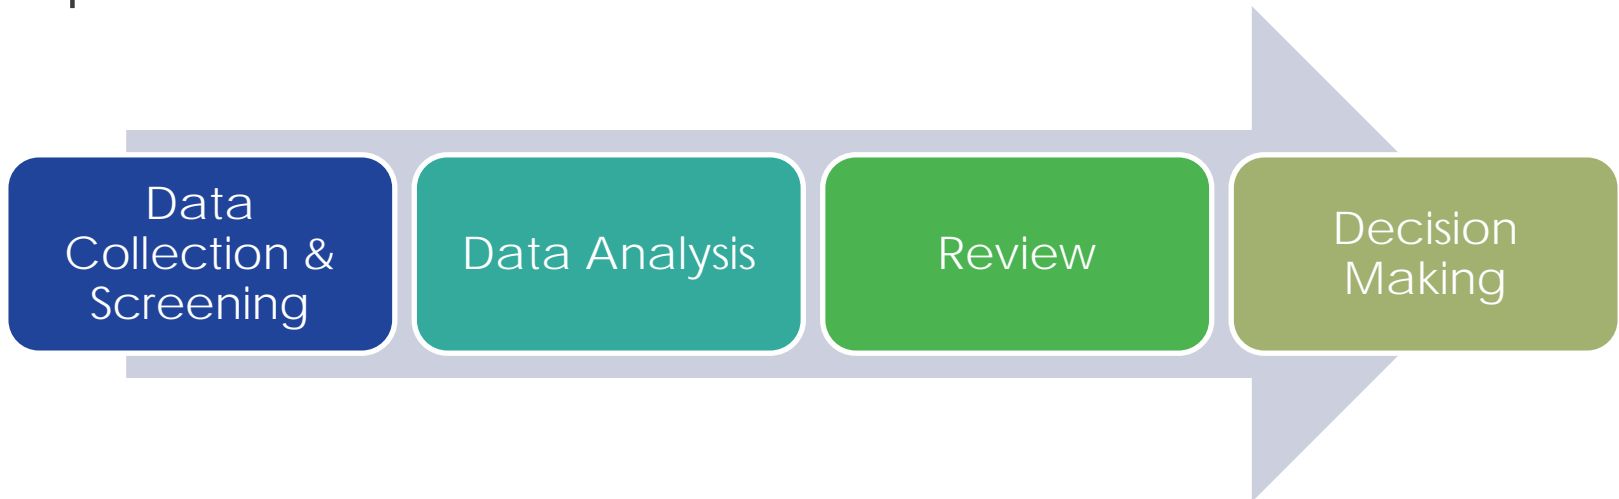 Data
Collection &
Screening
Data Analysis
Review
Decision
Making